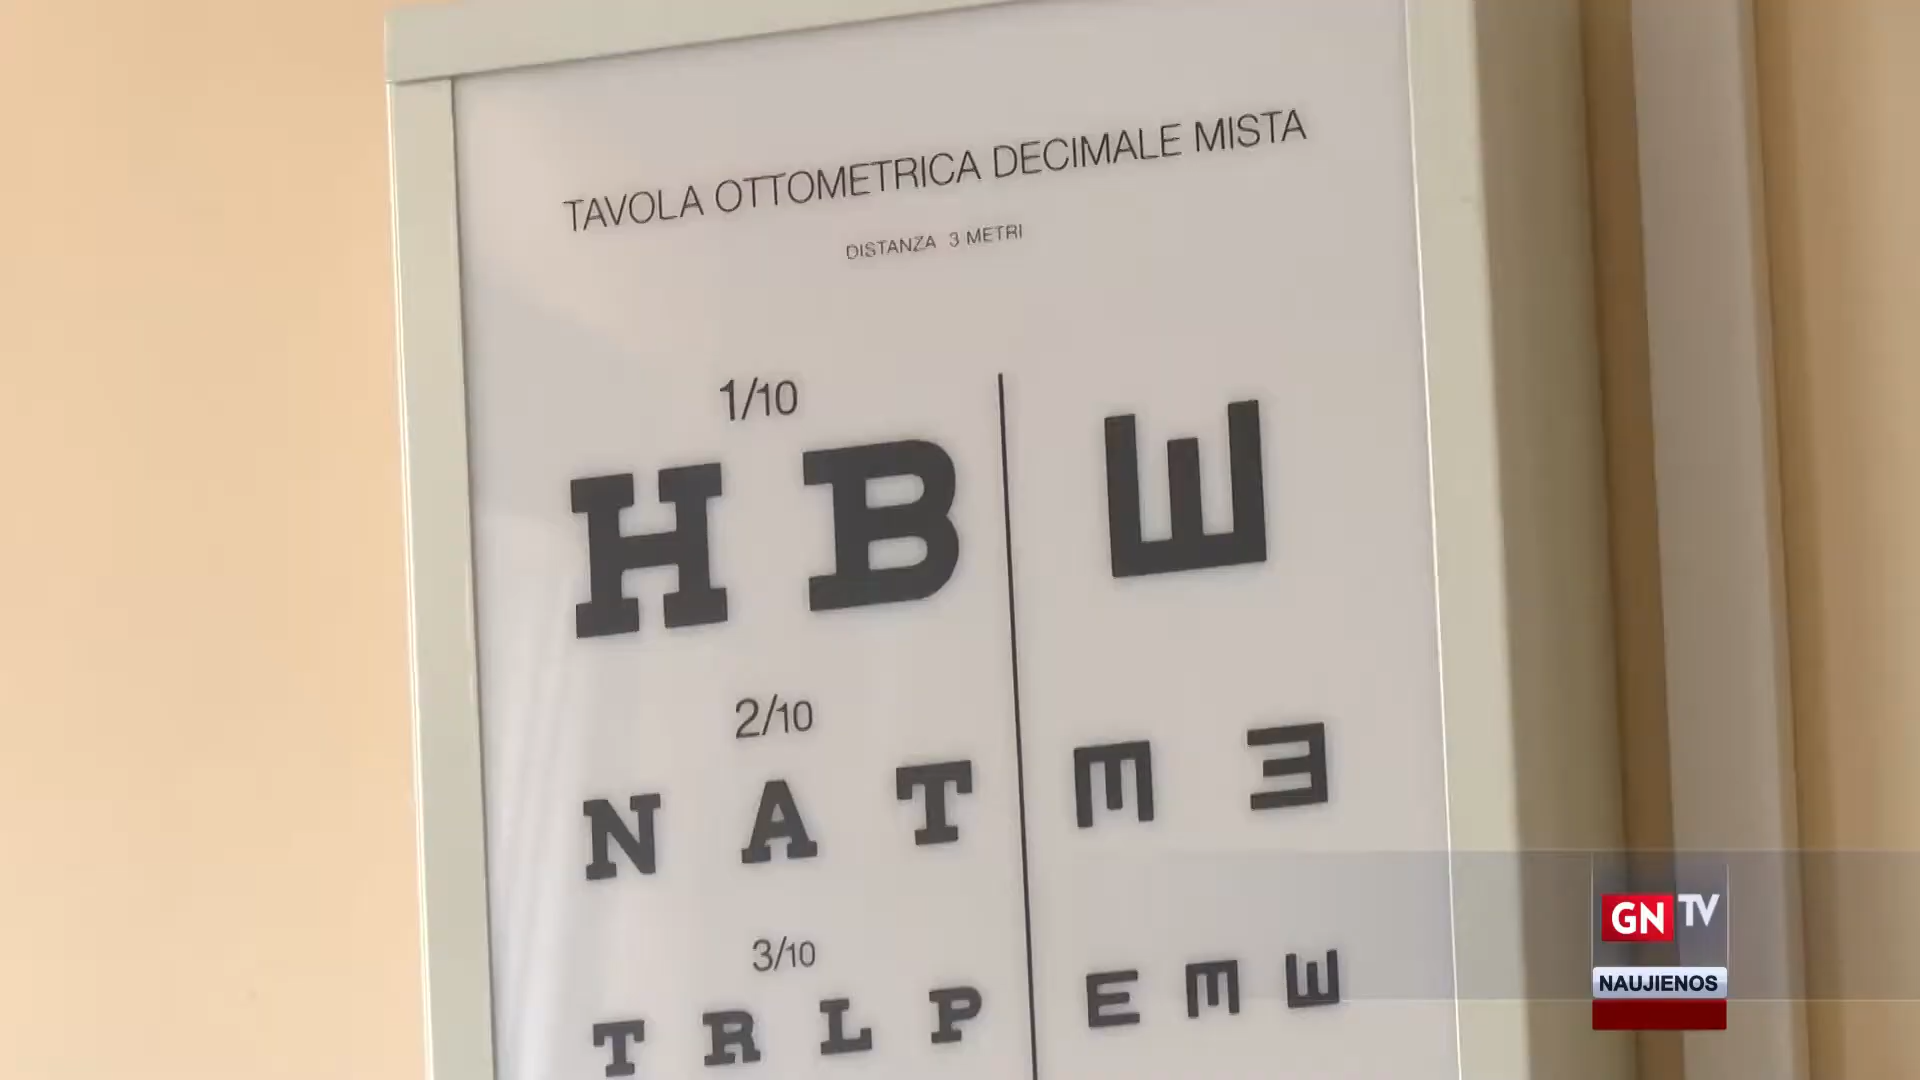 TAVOLA OTTOMETRICA DECIMALE MISTA
DISTANZA 3 METRI
1/10
H B E
2/10
N A T E E
3/10
T R L P E E E
GN TV
NAUJIENOS